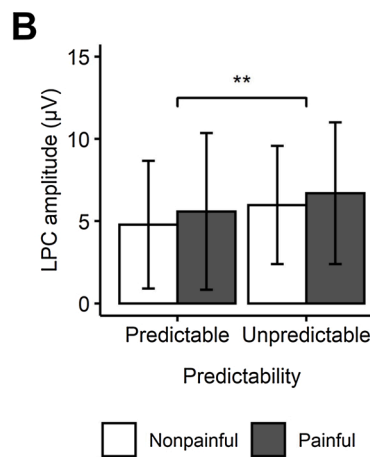 B
LPC amplitude (μV)
15
10
5
0
**
Predictable Unpredictable
Predictability
Nonpainful Painful